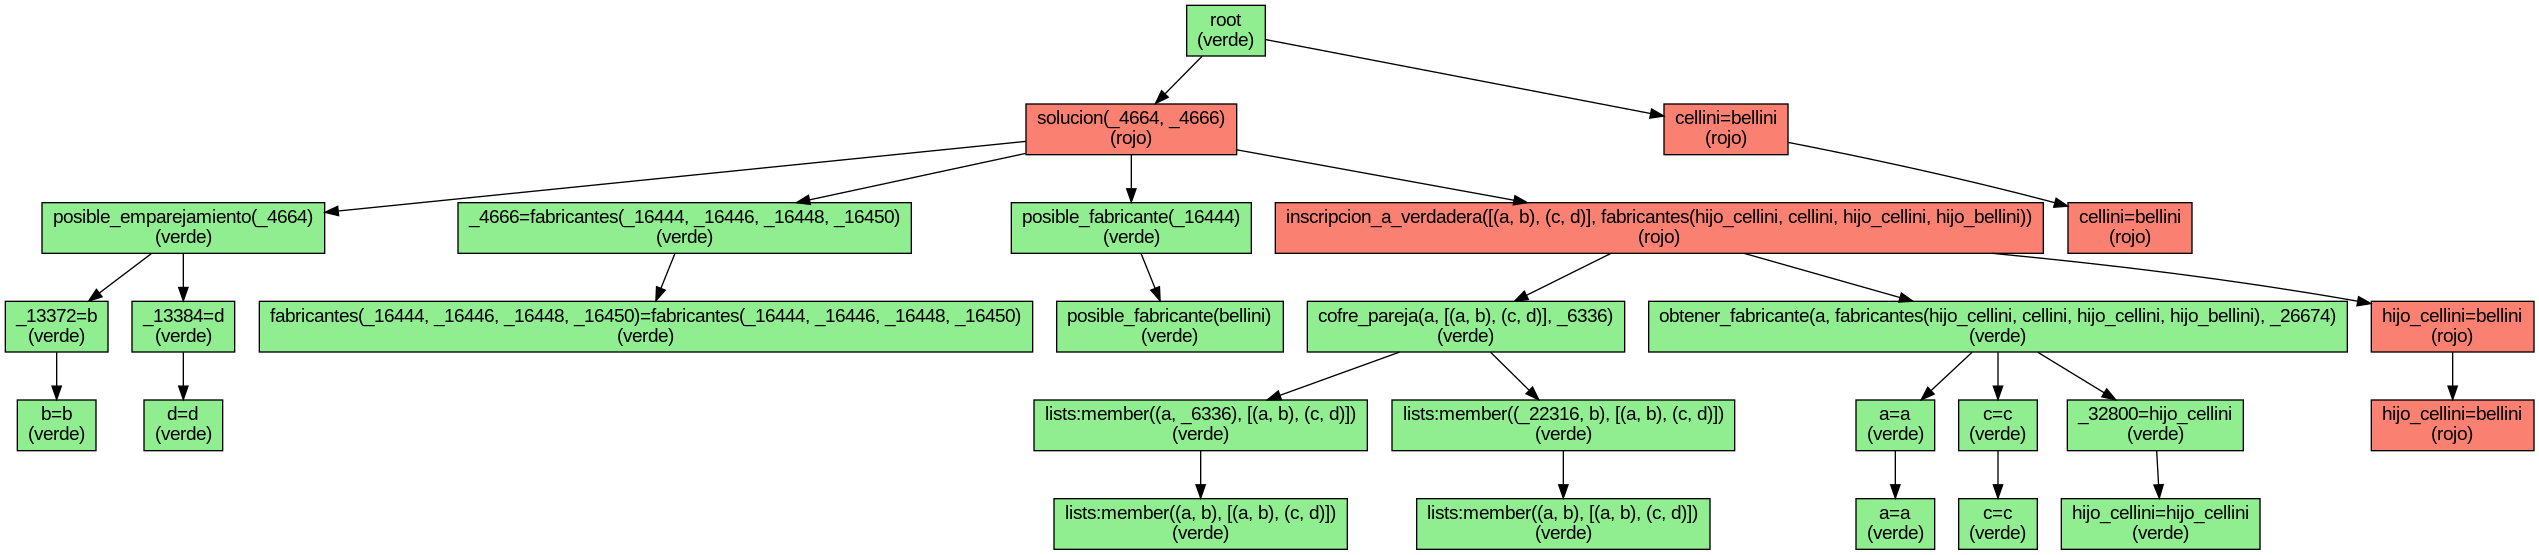 root
(verde)
solucion(_4664, _4666)
(rojo)
cellini=bellini
(rojo)
posible_emparejamiento(_4664)
(verde)
_4666=fabricantes(_16444, _16446, _16448, _16450)
(verde)
posible_fabricante(_16444)
(verde)
inscripcion_a_verdadera([(a, b), (c, d)], fabricantes(hijo_cellini, cellini, hijo_cellini, hijo_bellini))
(rojo)
cellini=bellini
(rojo)
_13372=b
(verde)
_13384=d
(verde)
fabricantes(_16444, _16446, _16448, _16450)=fabricantes(_16444, _16446, _16448, _16450)
(verde)
posible_fabricante(bellini)
(verde)
cofre_pareja(a, [(a, b), (c, d)], _6336)
(verde)
obtener_fabricante(a, fabricantes(hijo_cellini, cellini, hijo_cellini, hijo_bellini), _26674)
(verde)
hijo_cellini=bellini
(rojo)
b=b
(verde)
d=d
(verde)
lists:member((a, _6336), [(a, b), (c, d)])
(verde)
lists:member((_22316, b), [(a, b), (c, d)])
(verde)
a=a
(verde)
c=c
(verde)
_32800=hijo_cellini
(verde)
hijo_cellini=bellini
(rojo)
lists:member((a, b), [(a, b), (c, d)])
(verde)
lists:member((a, b), [(a, b), (c, d)])
(verde)
a=a
(verde)
c=c
(verde)
hijo_cellini=hijo_cellini
(verde)